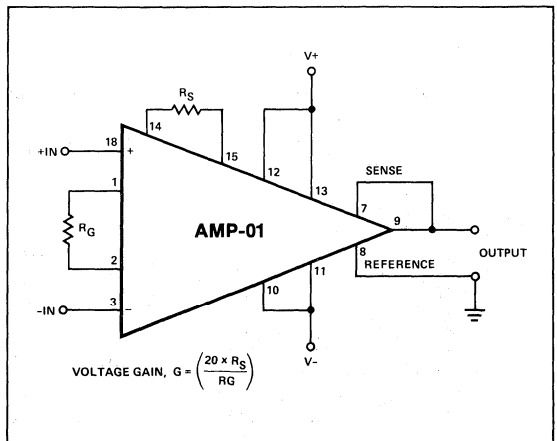 V+
RS
14
15
18
+
+IN
12
13
SENSE
1
7
9
RG
AMP-01
OUTPUT
8
REFERENCE
2
11
10
-IN
3
−
V−
VOLTAGE GAIN, G = (20 × RS / RG)